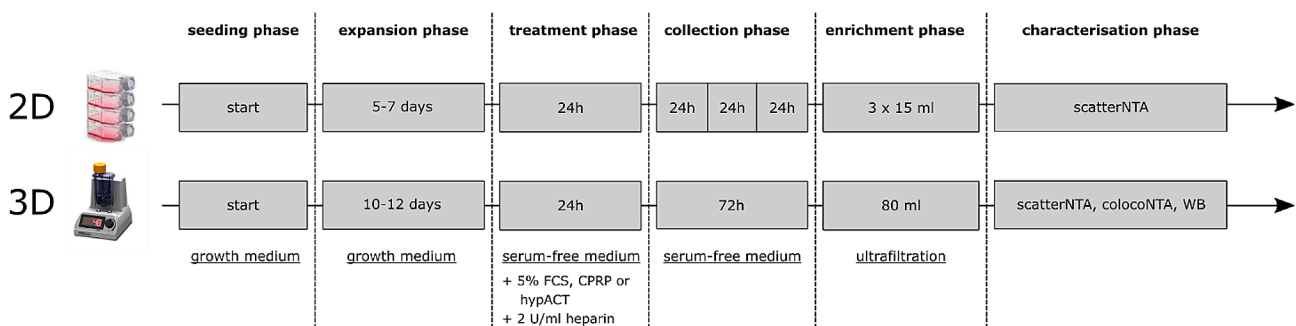 seeding phase expansion phase treatment phase collection phase enrichment phase characterisation phase
2D start 5-7 days 24h 24h 24h 24h 3 x 15 ml scatterNTA
3D start 10-12 days 24h 72h 80 ml scatterNTA, colocoNTA, WB
growth medium growth medium serum-free medium serum-free medium ultrafiltration
+ 5% FCS, CPRP or
hypACT
+ 2 U/ml heparin